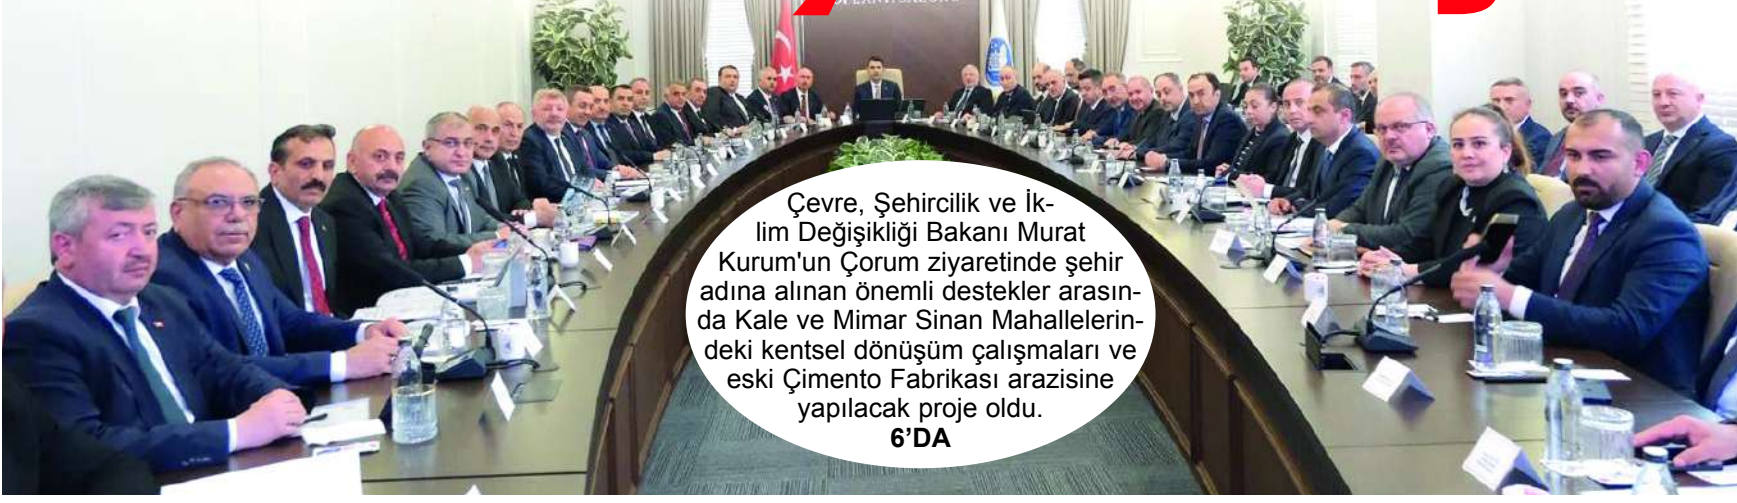 Çevre, Şehircilik ve İk-
lim Değişikliği Bakanı Murat
Kurum'un Çorum ziyaretinde şehir
adına alınan önemli destekler arasın-
da Kale ve Mimar Sinan Mahallelerin-
deki kentsel dönüşüm çalışmaları ve
eski Çimento Fabrikası arazisine
yapılacak proje oldu.
6’DA